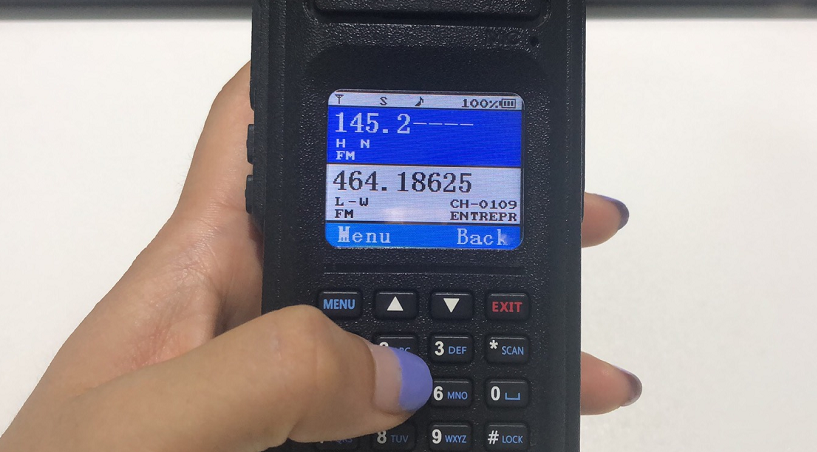 S 100%
145.2----
H N
FM
464.18625
L-W CH-0109
FM ENTREPR
Menu Back
MENU EXIT
3 DEF * SCAN
6 MNO 0
8 TUV 9 WXYZ # LOCK